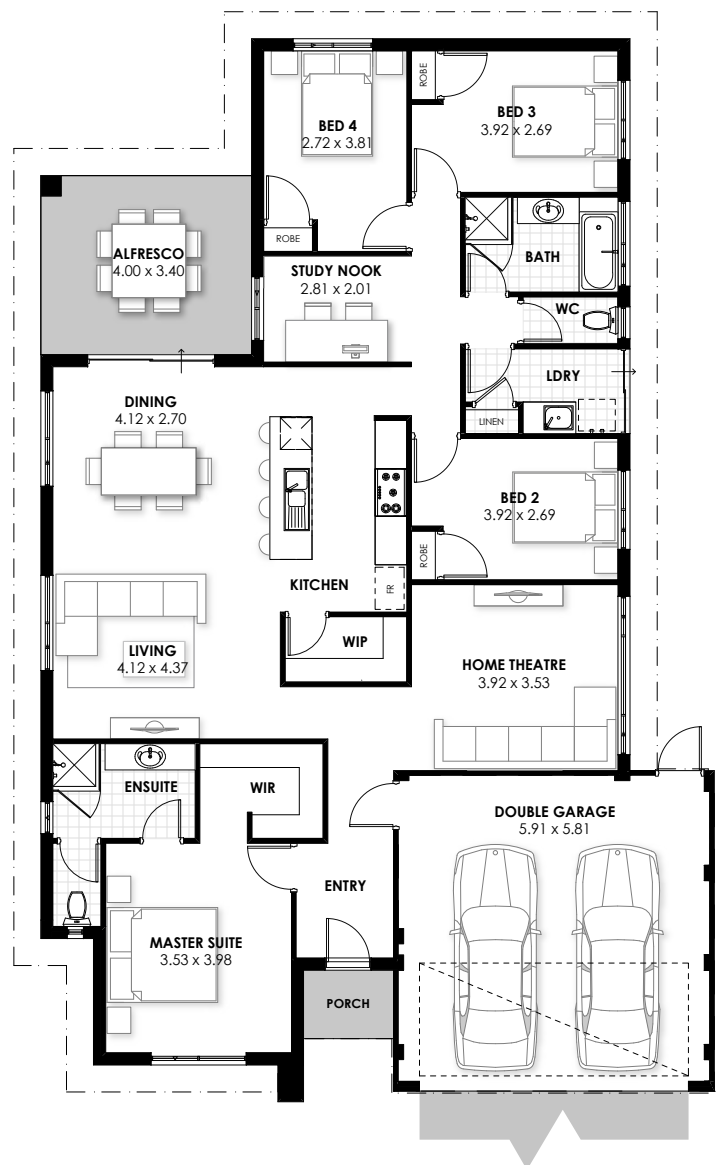 ROBE
BED 3
3.92 x 2.69
BED 4
2.72 x 3.81
ROBE
ALFRESCO
4.00 x 3.40
STUDY NOOK
2.81 x 2.01
BATH
WC
LDRY
LINEN
DINING
4.12 x 2.70
BED 2
3.92 x 2.69
ROBE
KITCHEN
FR
WIP
LIVING
4.12 x 4.37
HOME THEATRE
3.92 x 3.53
ENSUITE
WIR
DOUBLE GARAGE
5.91 x 5.81
ENTRY
MASTER SUITE
3.53 x 3.98
PORCH